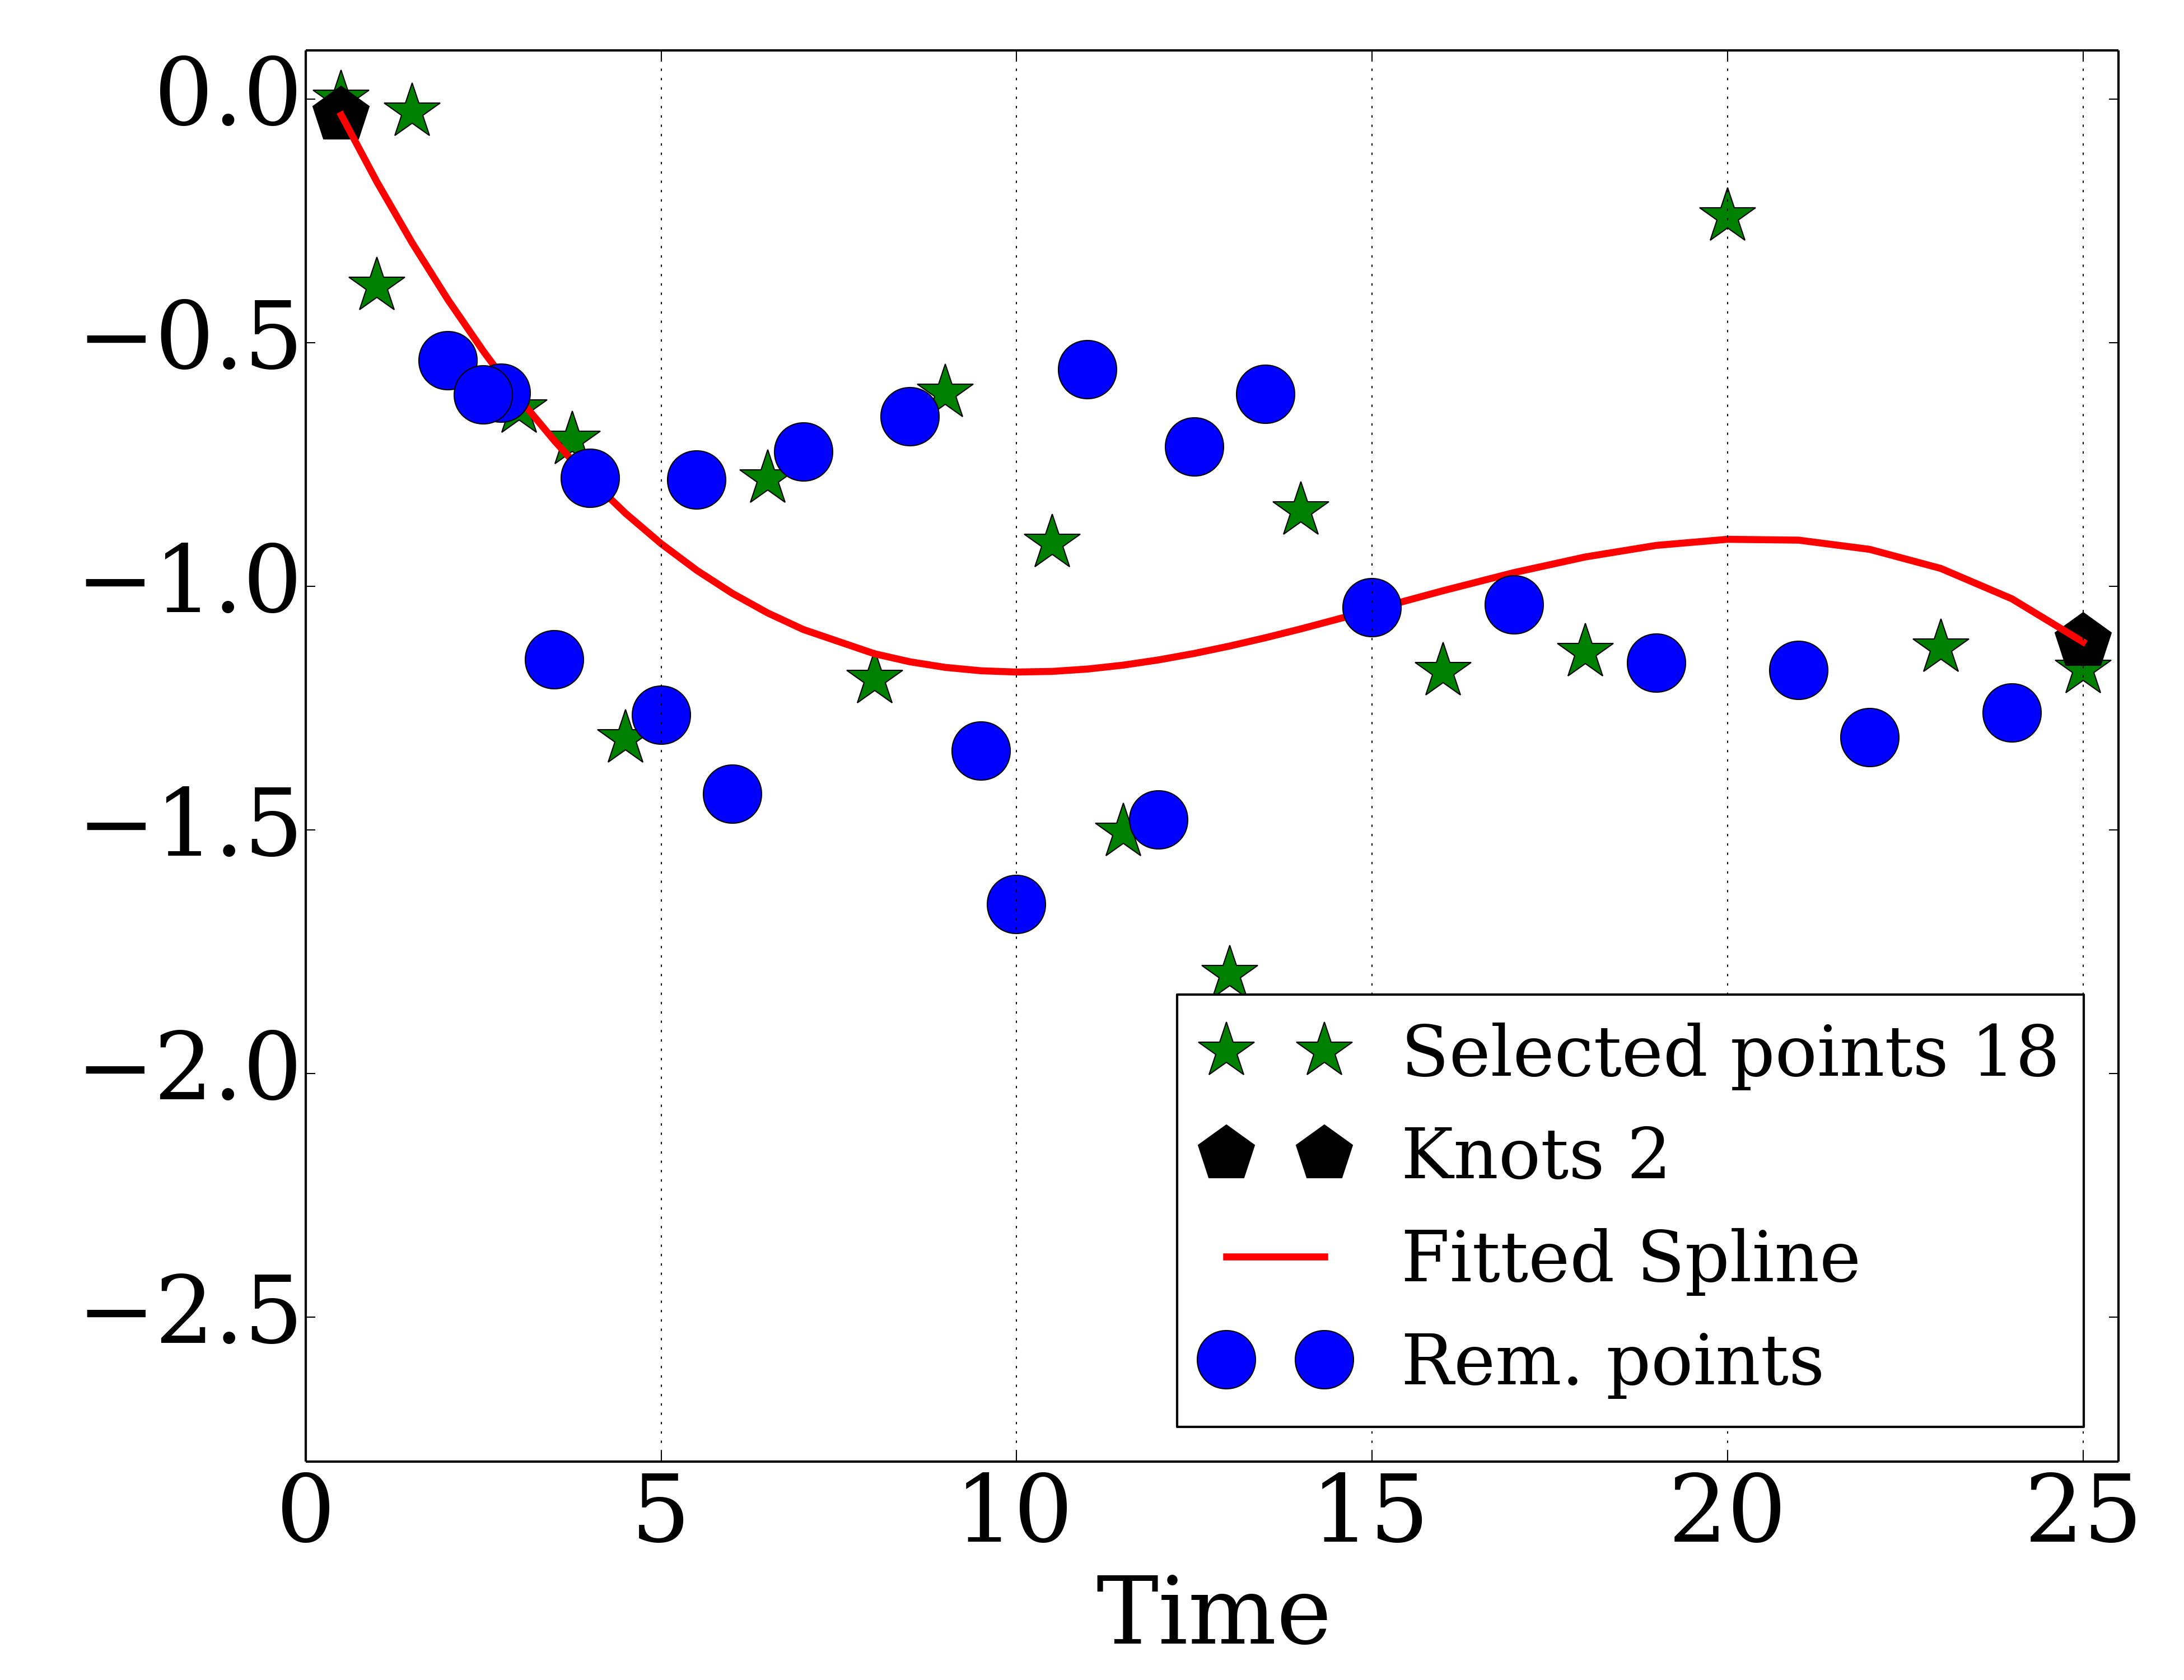 0.0
−0.5
−1.0
−1.5
−2.0
−2.5
Selected points 18
Knots 2
Fitted Spline
Rem. points
0 5 10 15 20 25
Time